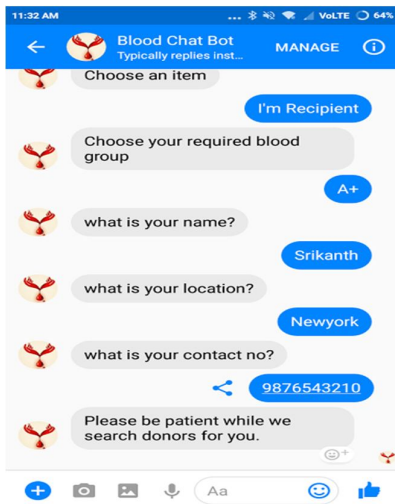 11:32 AM
... VoLTE 64%
Blood Chat Bot
Typically replies inst...
MANAGE
Choose an item
I'm Recipient
Choose your required blood
group
A+
what is your name?
Srikanth
what is your location?
Newyork
what is your contact no?
9876543210
Please be patient while we
search donors for you.
Aa